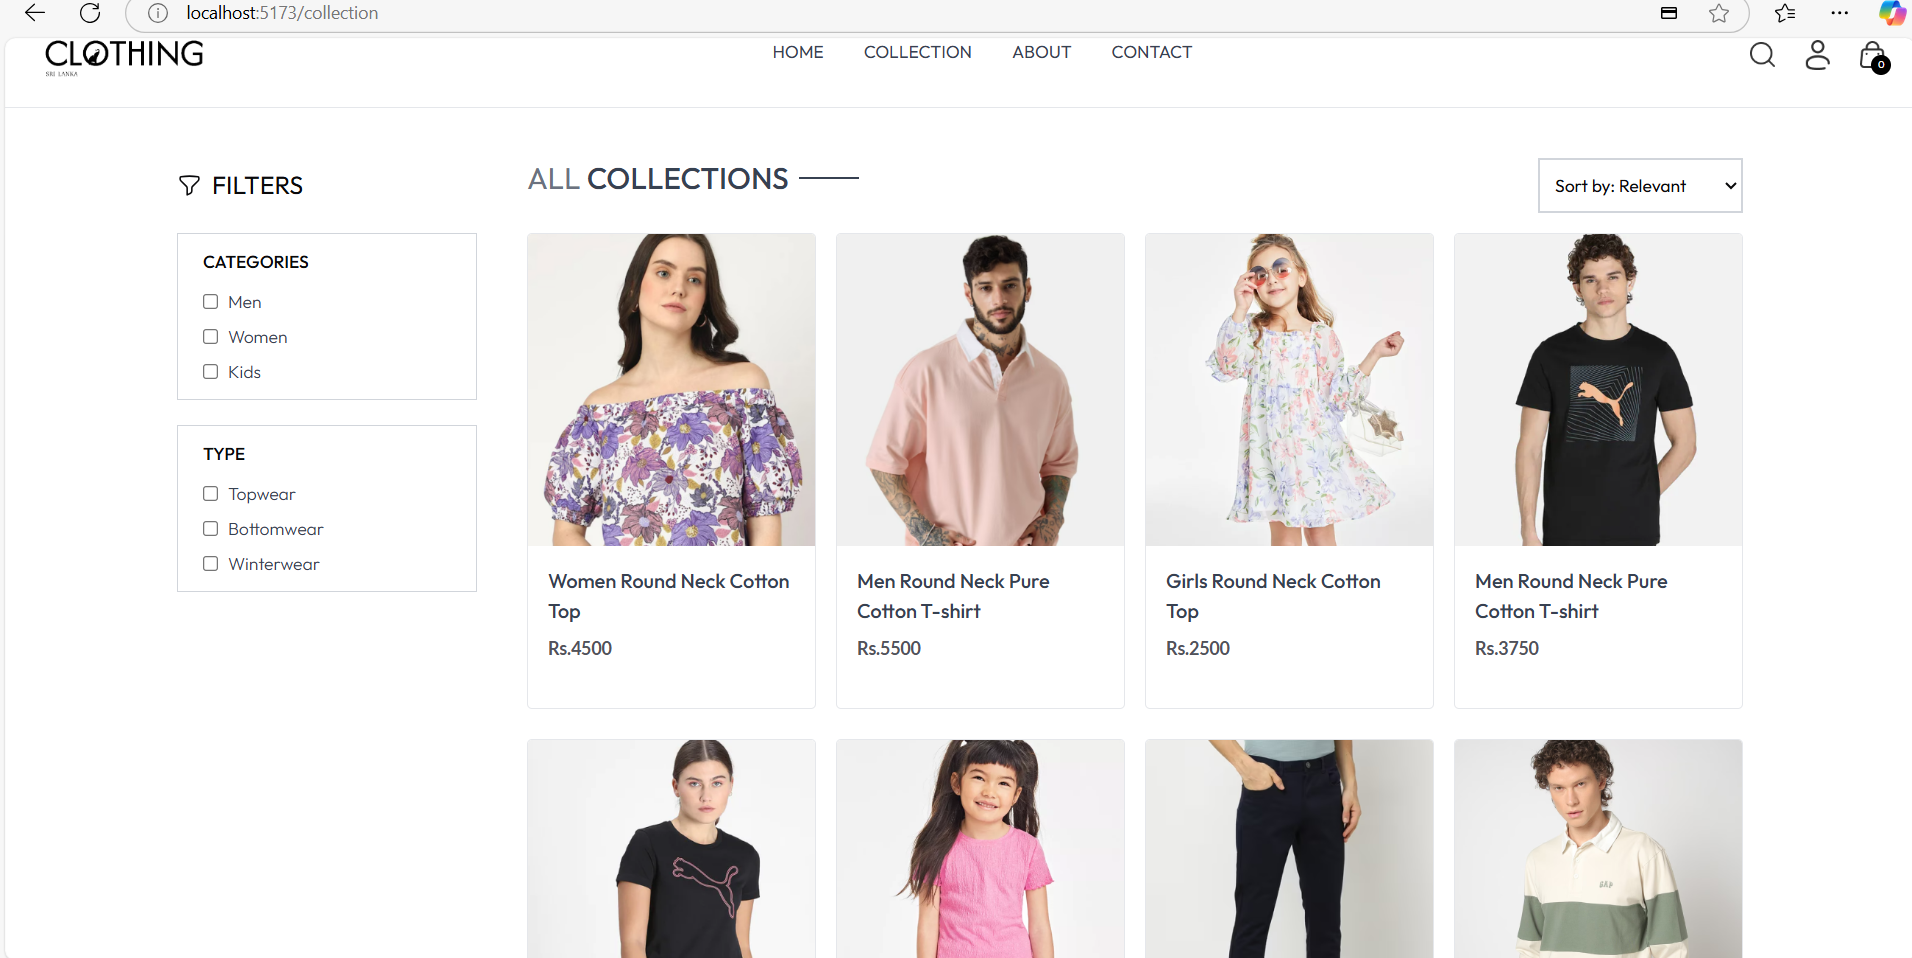 localhost:5173/collection
CLOTHING
SRI LANKA
HOME COLLECTION ABOUT CONTACT
0
FILTERS
ALL COLLECTIONS
Sort by: Relevant
CATEGORIES
Men
Women
Kids
TYPE
Topwear
Bottomwear
Winterwear
Women Round Neck Cotton
Top
Rs.4500
Men Round Neck Pure
Cotton T-shirt
Rs.5500
Girls Round Neck Cotton
Top
Rs.2500
Men Round Neck Pure
Cotton T-shirt
Rs.3750
GAP